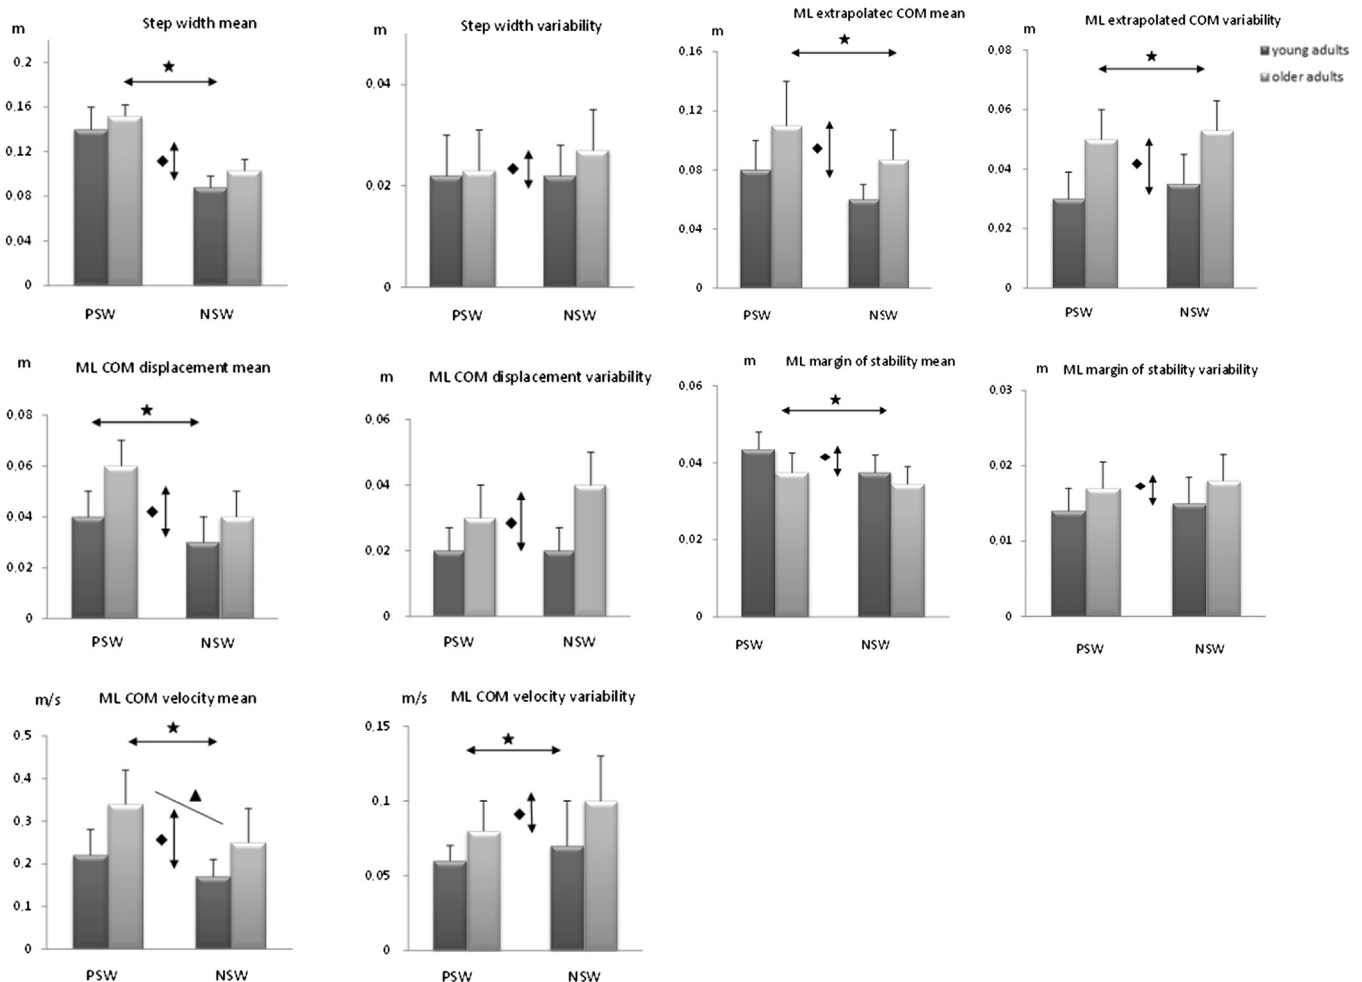 Step width mean
m
0,2
0,16
0,12
0,08
0,04
0
PSW NSW
Step width variability
m
0,04
0,02
0
PSW NSW
ML extrapolatec COM mean
m
0,16
0,12
0,08
0,04
0
PSW NSW
ML extrapolated COM variability
m
0,08
0,06
0,04
0,02
0
PSW NSW
young adults
older adults
ML COM displacement mean
m
0,08
0,06
0,04
0,02
0
PSW NSW
ML COM displacement variability
m
0,06
0,04
0,02
0
PSW NSW
ML margin of stability mean
m
0,06
0,04
0,02
0
PSW NSW
ML margin of stability variability
m
0,03
0,02
0,01
0
PSW NSW
ML COM velocity mean
m/s
0,5
0,4
0,3
0,2
0,1
0
PSW NSW
ML COM velocity variability
m/s
0,15
0,1
0,05
0
PSW NSW